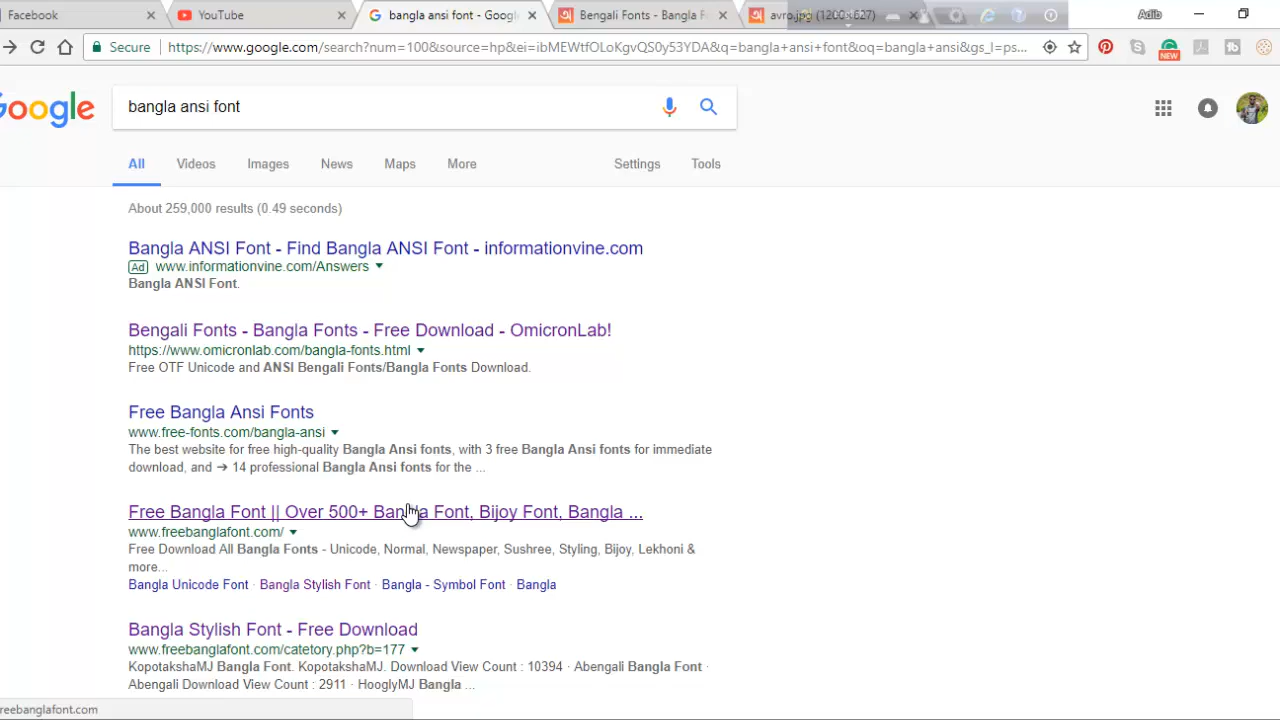 Facebook
YouTube
bangla ansi font - Goog
Bengali Fonts - Bangla F
avro.jpg (1200×627)
Adib
Secure
https://www.google.com/search?num=100&source=hp&ei=ibMEWtfOLoKgvQS0y53YDA&q=bangla+ansi+font&oq=bangla+ansi&gs_l=ps...
NEW
Google
bangla ansi font
All
Videos
Images
News
Maps
More
Settings
Tools
About 259,000 results (0.49 seconds)
Bangla ANSI Font - Find Bangla ANSI Font - informationvine.com
Ad www.informationvine.com/Answers
Bangla ANSI Font.
Bengali Fonts - Bangla Fonts - Free Download - OmicronLab!
https://www.omicronlab.com/bangla-fonts.html
Free OTF Unicode and ANSI Bengali Fonts/Bangla Fonts Download.
Free Bangla Ansi Fonts
www.free-fonts.com/bangla-ansi
The best website for free high-quality Bangla Ansi fonts, with 3 free Bangla Ansi fonts for immediate
download, and ➔ 14 professional Bangla Ansi fonts for the ...
Free Bangla Font || Over 500+ Bangla Font, Bijoy Font, Bangla ...
www.freebanglafont.com/
Free Download All Bangla Fonts - Unicode, Normal, Newspaper, Sushree, Styling, Bijoy, Lekhoni &
more...
Bangla Unicode Font · Bangla Stylish Font · Bangla - Symbol Font · Bangla
Bangla Stylish Font - Free Download
www.freebanglafont.com/catetory.php?b=177
KopotakshaMJ Bangla Font. KopotakshaMJ. Download View Count : 10394 · Abengali Bangla Font ·
Abengali Download View Count : 2911 · HooglyMJ Bangla ...
reebanglafont.com